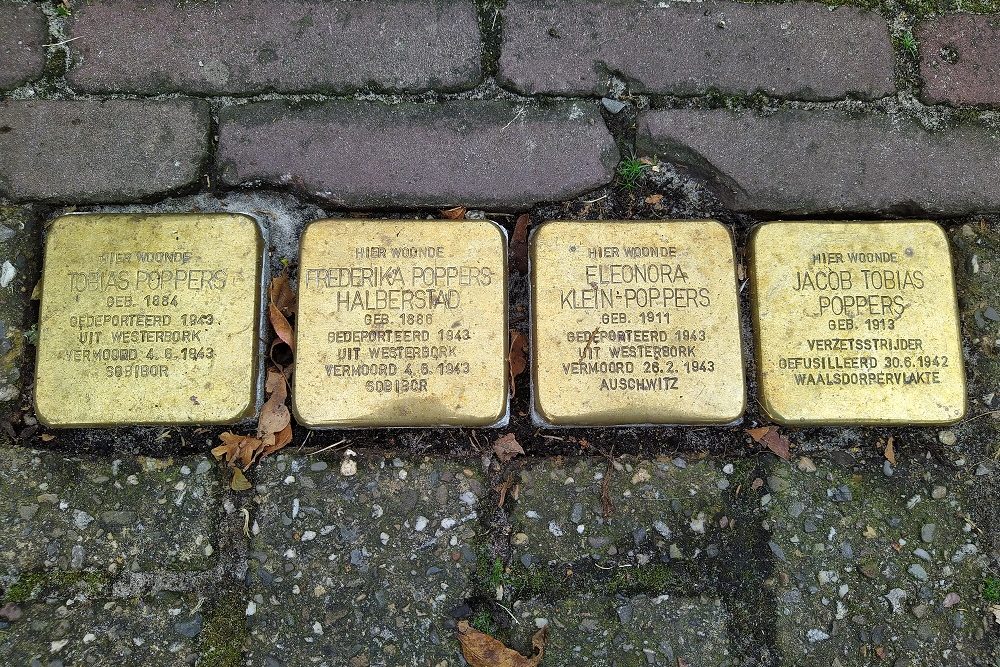 HIER WOONDE
TOBIAS POPPERS
GEB. 1884
GEDEPORTEERD 1943
UIT WESTERBORK
VERMOORD 4.6.1943
SOBIBOR
HIER WOONDE
FREDERIKA POPPERS
HALBERSTAD
GEB. 1886
GEDEPORTEERD 1943
UIT WESTERBORK
VERMOORD 4.6.1943
SOBIBOR
HIER WOONDE
ELEONORA
KLEIN-POPPERS
GEB. 1911
GEDEPORTEERD 1943
UIT WESTERBORK
VERMOORD 26.2.1943
AUSCHWITZ
HIER WOONDE
JACOB TOBIAS
POPPERS
GEB. 1913
VERZETSSTRIJDER
GEFUSILLEERD 30.6.1942
WAALSDORPERVLAKTE